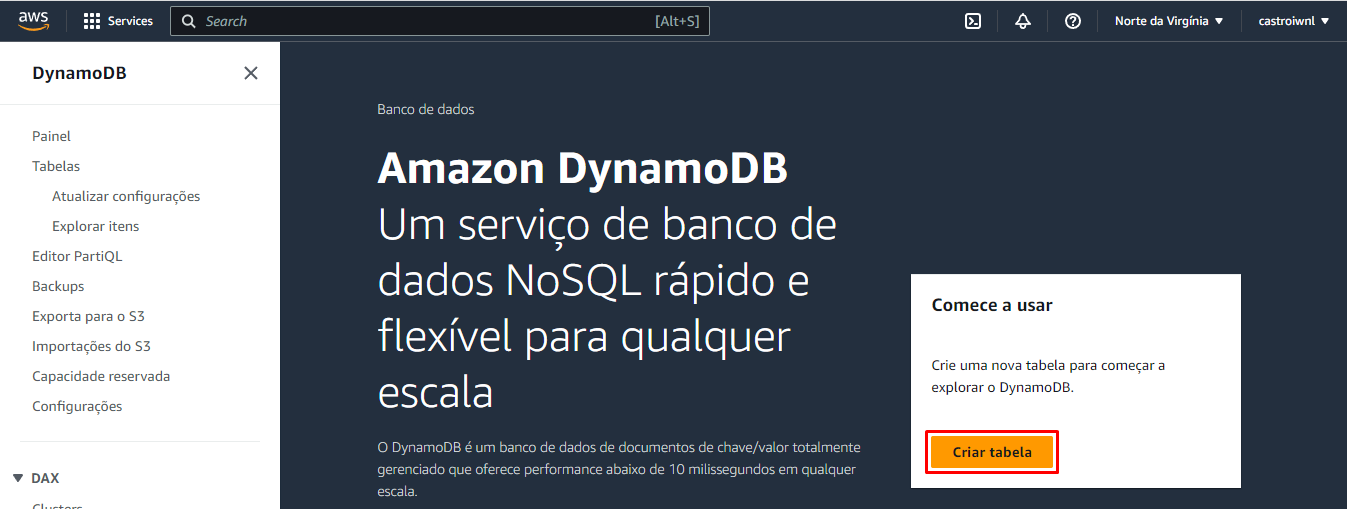 aws
Services
Search
[Alt+S]
Norte da Virgínia
castroiwnl
DynamoDB
Painel
Tabelas
Atualizar configurações
Explorar itens
Editor PartiQL
Backups
Exporta para o S3
Importações do S3
Capacidade reservada
Configurações
DAX
Clusters
Banco de dados
Amazon DynamoDB
Um serviço de banco de
dados NoSQL rápido e
flexível para qualquer
escala
O DynamoDB é um banco de dados de documentos de chave/valor totalmente
gerenciado que oferece performance abaixo de 10 milissegundos em qualquer
escala.
Comece a usar
Crie uma nova tabela para começar a
explorar o DynamoDB.
Criar tabela